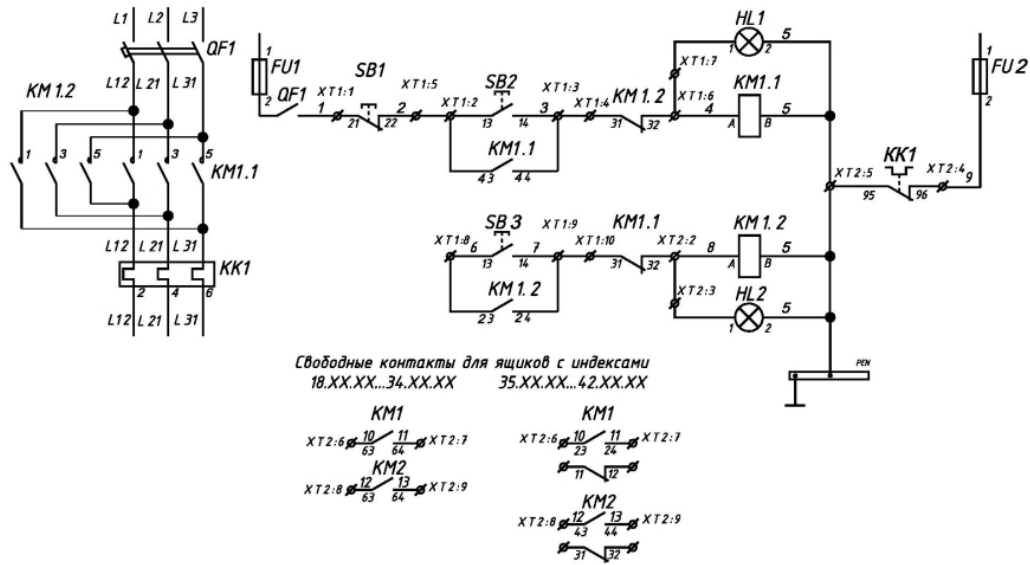 L1 L2 L3
QF1
L12 L21 L31
KM1.2
1 3 5 1 3 5
KM1.1
L12 L21 L31
KK1
2 4 6
L12 L21 L31
1
FU1
2
QF1
1
XT1:1
SB1
21 22
2
XT1:5
XT1:2
SB2
13 14
3
XT1:3
XT1:4
KM1.1
43 44
KM1.2
31 32
XT1:7
XT1:6
4
HL1
1 2
5
KM1.1
A B
5
XT1:8
6
SB3
13 14
7
XT1:9
XT1:10
KM1.2
23 24
KM1.1
31 32
XT2:2
XT2:3
8
KM1.2
A B
5
HL2
1 2
5
XT2:5
KK1
95 96
XT2:4
9
1
FU2
2
PEN
Свободные контакты для ящиков с индексами
18.XX.XX...34.XX.XX 35.XX.XX...42.XX.XX
KM1
XT2:6 10 11 XT2:7
63 64
KM2
XT2:8 12 13 XT2:9
63 64
KM1
XT2:6 10 11 XT2:7
23 24
11 12
KM2
XT2:8 12 13 XT2:9
43 44
31 32